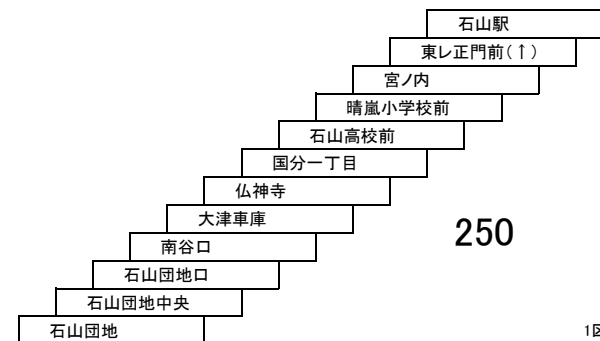 石山駅
東レ正門前(↑)
宮ノ内
晴嵐小学校前
石山高校前
国分一丁目
仏神寺
大津車庫
250
南谷口
石山団地口
石山団地中央
石山団地
1区